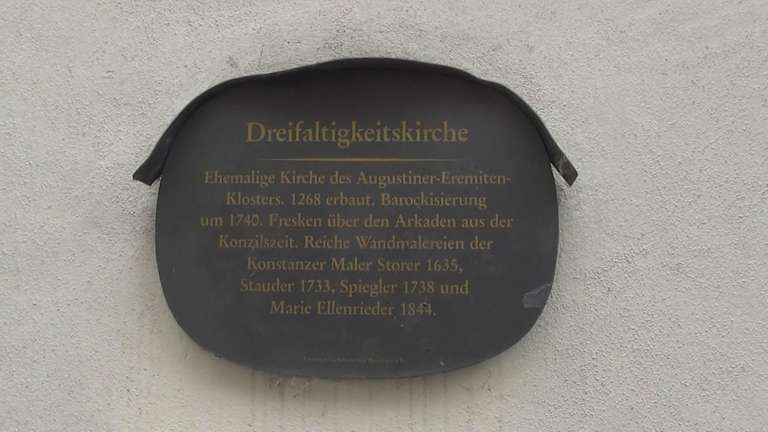 Dreifaltigkeitskirche
Ehemalige Kirche des Augustiner-Eremiten-
Klosters. 1268 erbaut. Barockisierung
um 1740. Fresken über den Arkaden aus der
Konzilszeit. Reiche Wandmalereien der
Konstanzer Maler Storer 1635,
Stauder 1733, Spiegler 1738 und
Marie Ellenrieder 1844.